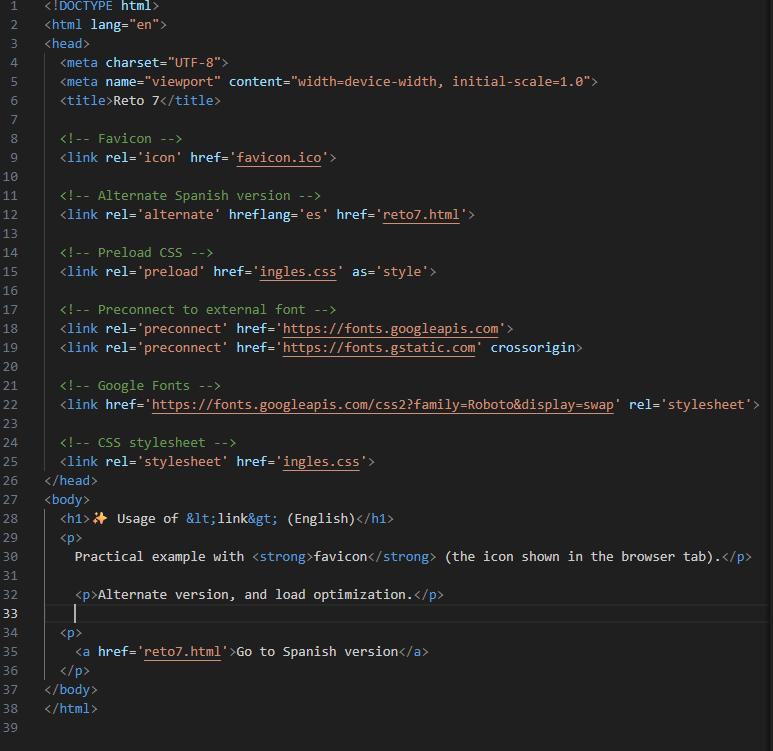 1 <!DOCTYPE html>
2 <html lang="en">
3 <head>
4   <meta charset="UTF-8">
5   <meta name="viewport" content="width=device-width, initial-scale=1.0">
6   <title>Reto 7</title>
7
8   <!-- Favicon -->
9   <link rel='icon' href='favicon.ico'>
10
11   <!-- Alternate Spanish version -->
12   <link rel='alternate' hreflang='es' href='reto7.html'>
13
14   <!-- Preload CSS -->
15   <link rel='preload' href='ingles.css' as='style'>
16
17   <!-- Preconnect to external font -->
18   <link rel='preconnect' href='https://fonts.googleapis.com'>
19   <link rel='preconnect' href='https://fonts.gstatic.com' crossorigin>
20
21   <!-- Google Fonts -->
22   <link href='https://fonts.googleapis.com/css2?family=Roboto&display=swap' rel='stylesheet'>
23
24   <!-- CSS stylesheet -->
25   <link rel='stylesheet' href='ingles.css'>
26 </head>
27 <body>
28   <h1>✨ Usage of &lt;link&gt; (English)</h1>
29   <p>
30     Practical example with <strong>favicon</strong> (the icon shown in the browser tab).</p>
31
32     <p>Alternate version, and load optimization.</p>
33
34   <p>
35     <a href='reto7.html'>Go to Spanish version</a>
36   </p>
37 </body>
38 </html>
39